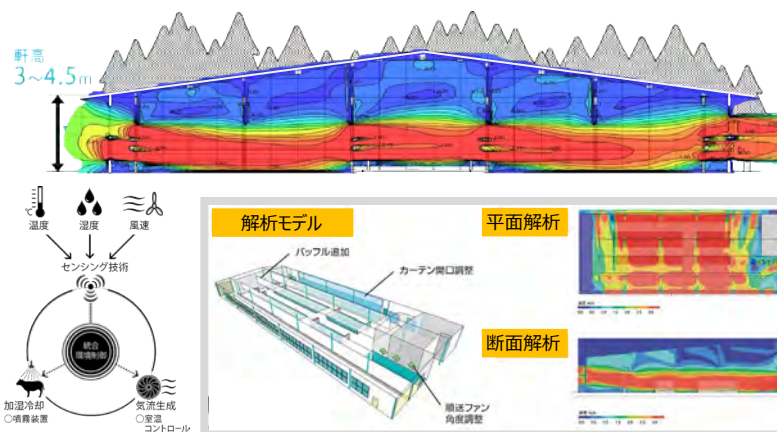 軒高
3～4.5m
温度
湿度
風速
センシング技術
統合
環境制御
加湿冷却
○噴霧装置
気流生成
○室温
コントロール
解析モデル
バッフル追加
カーテン開口調整
順送ファン
角度調整
平面解析
断面解析